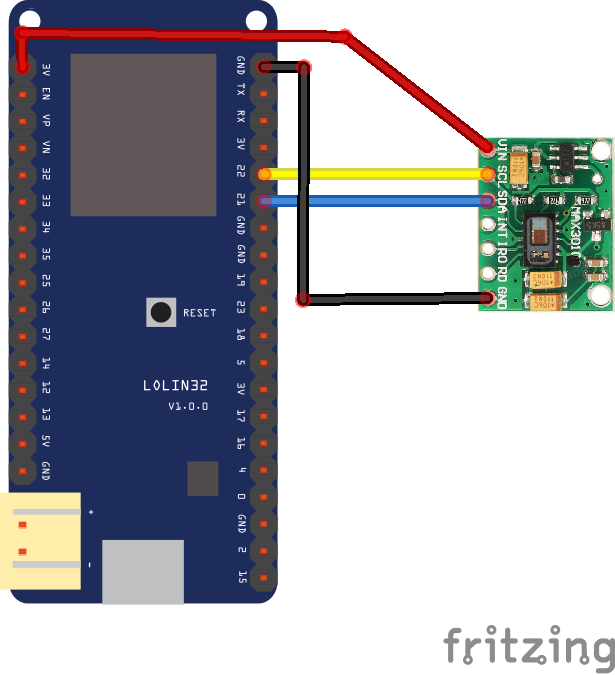 3V
EN
VP
VN
32
33
34
35
25
26
27
14
12
13
5V
GND
GND
TX
RX
3V
22
21
GND
GND
19
23
18
5
3V
17
16
4
0
GND
2
15
RESET
LOLIN32
V1.0.0
+
-
VIN
SCL
SDA
INT
IRD
RD
GND
fritzing